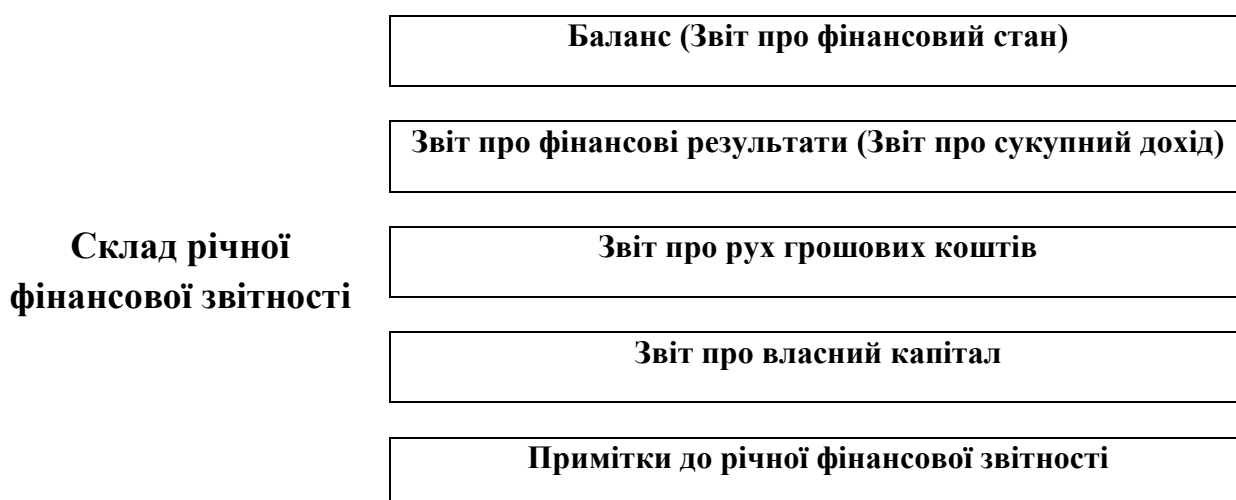 Баланс (Звіт про фінансовий стан)
Звіт про фінансові результати (Звіт про сукупний дохід)
Склад річної
фінансової звітності
Звіт про рух грошових коштів
Звіт про власний капітал
Примітки до річної фінансової звітності